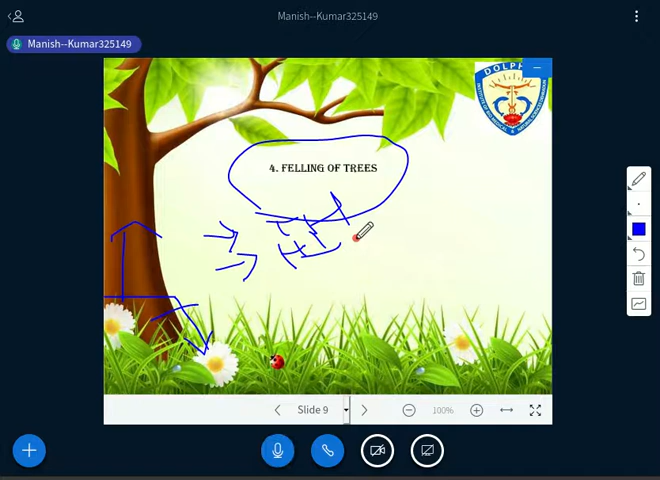 Manish-Kumar325149
Manish-Kumar325149
DOLPH
4. FELLING OF TREES
Slide 9
100%